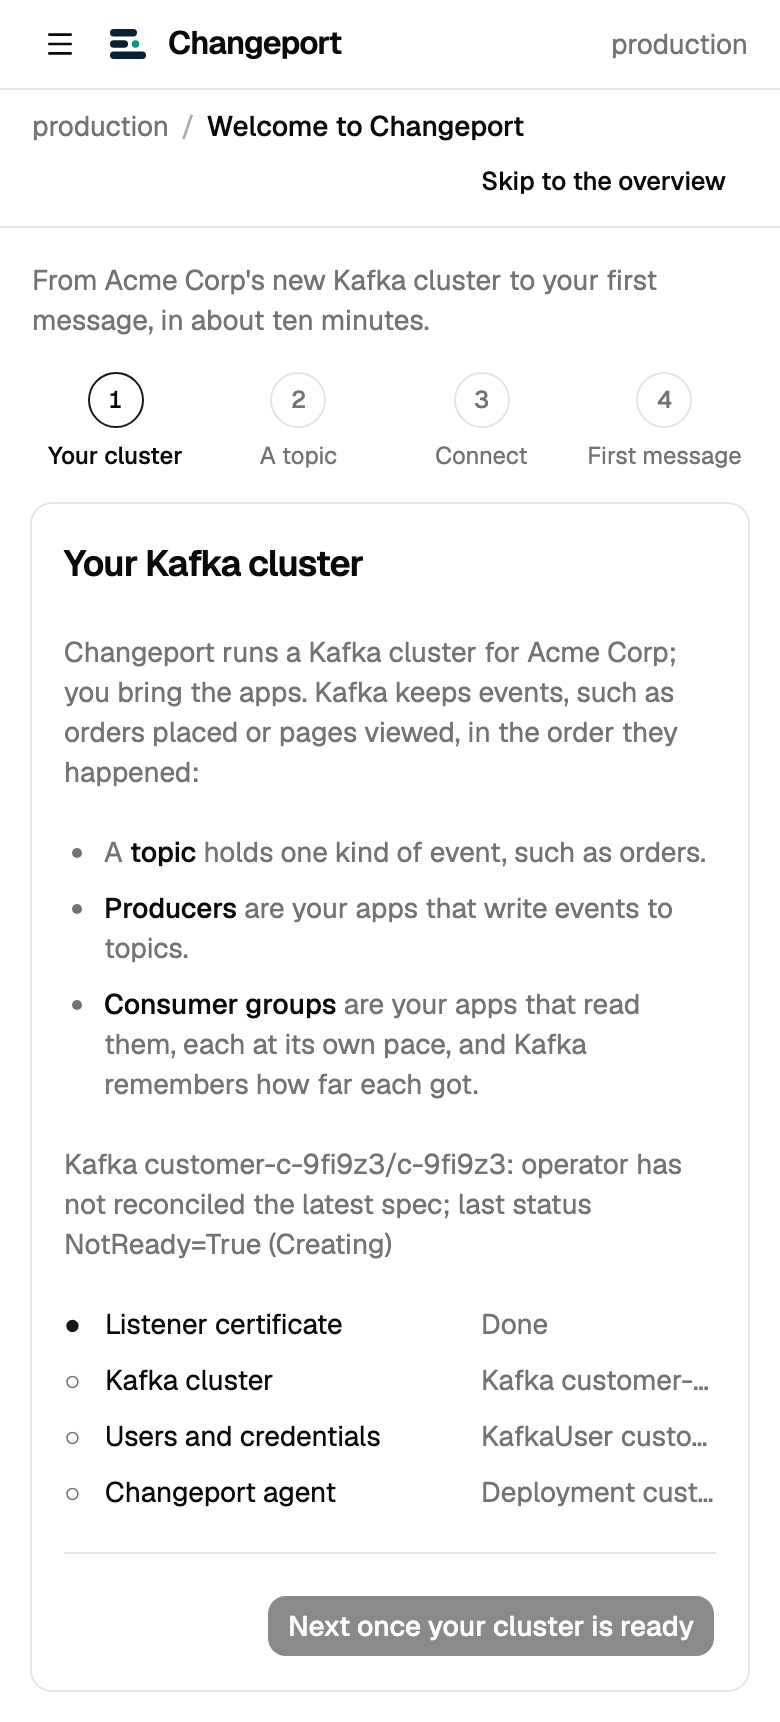 Changeport
production
production / Welcome to Changeport
Skip to the overview
From Acme Corp's new Kafka cluster to your first
message, in about ten minutes.
1
2
3
4
Your cluster
A topic
Connect
First message
Your Kafka cluster
Changeport runs a Kafka cluster for Acme Corp;
you bring the apps. Kafka keeps events, such as
orders placed or pages viewed, in the order they
happened:
• A topic holds one kind of event, such as orders.
• Producers are your apps that write events to
topics.
• Consumer groups are your apps that read
them, each at its own pace, and Kafka
remembers how far each got.
Kafka customer-c-9fi9z3/c-9fi9z3: operator has
not reconciled the latest spec; last status
NotReady=True (Creating)
Listener certificate Done
Kafka cluster Kafka customer-...
Users and credentials KafkaUser custo...
Changeport agent Deployment cust...
Next once your cluster is ready